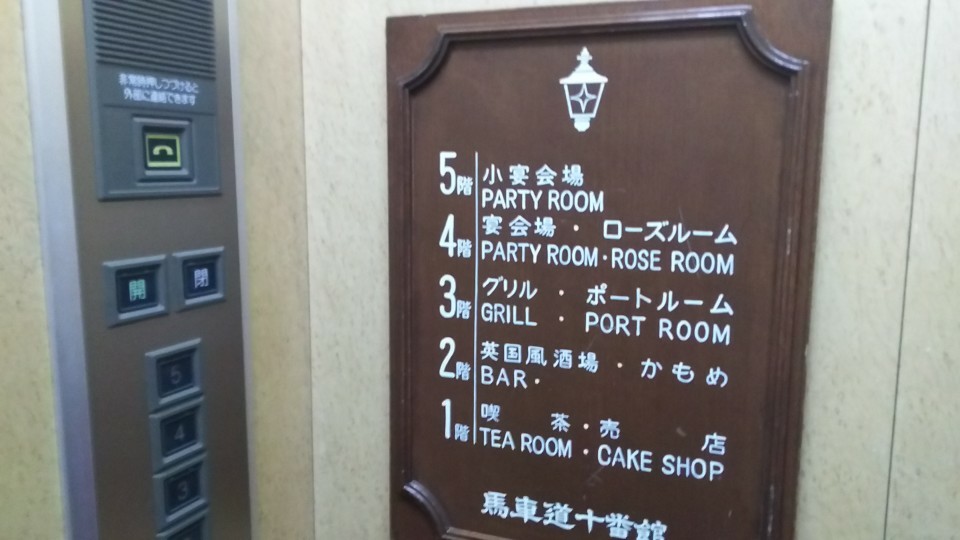 非常時押しつづけると
外部に連絡できます
開 閉
5
4
3
5階 小宴会場
PARTY ROOM
4階 宴会場・ローズルーム
PARTY ROOM・ROSE ROOM
3階 グリル・ポートルーム
GRILL・PORT ROOM
2階 英国風酒場・かもめ
BAR・
1階 喫茶・売店
TEA ROOM・CAKE SHOP
馬車道十番館